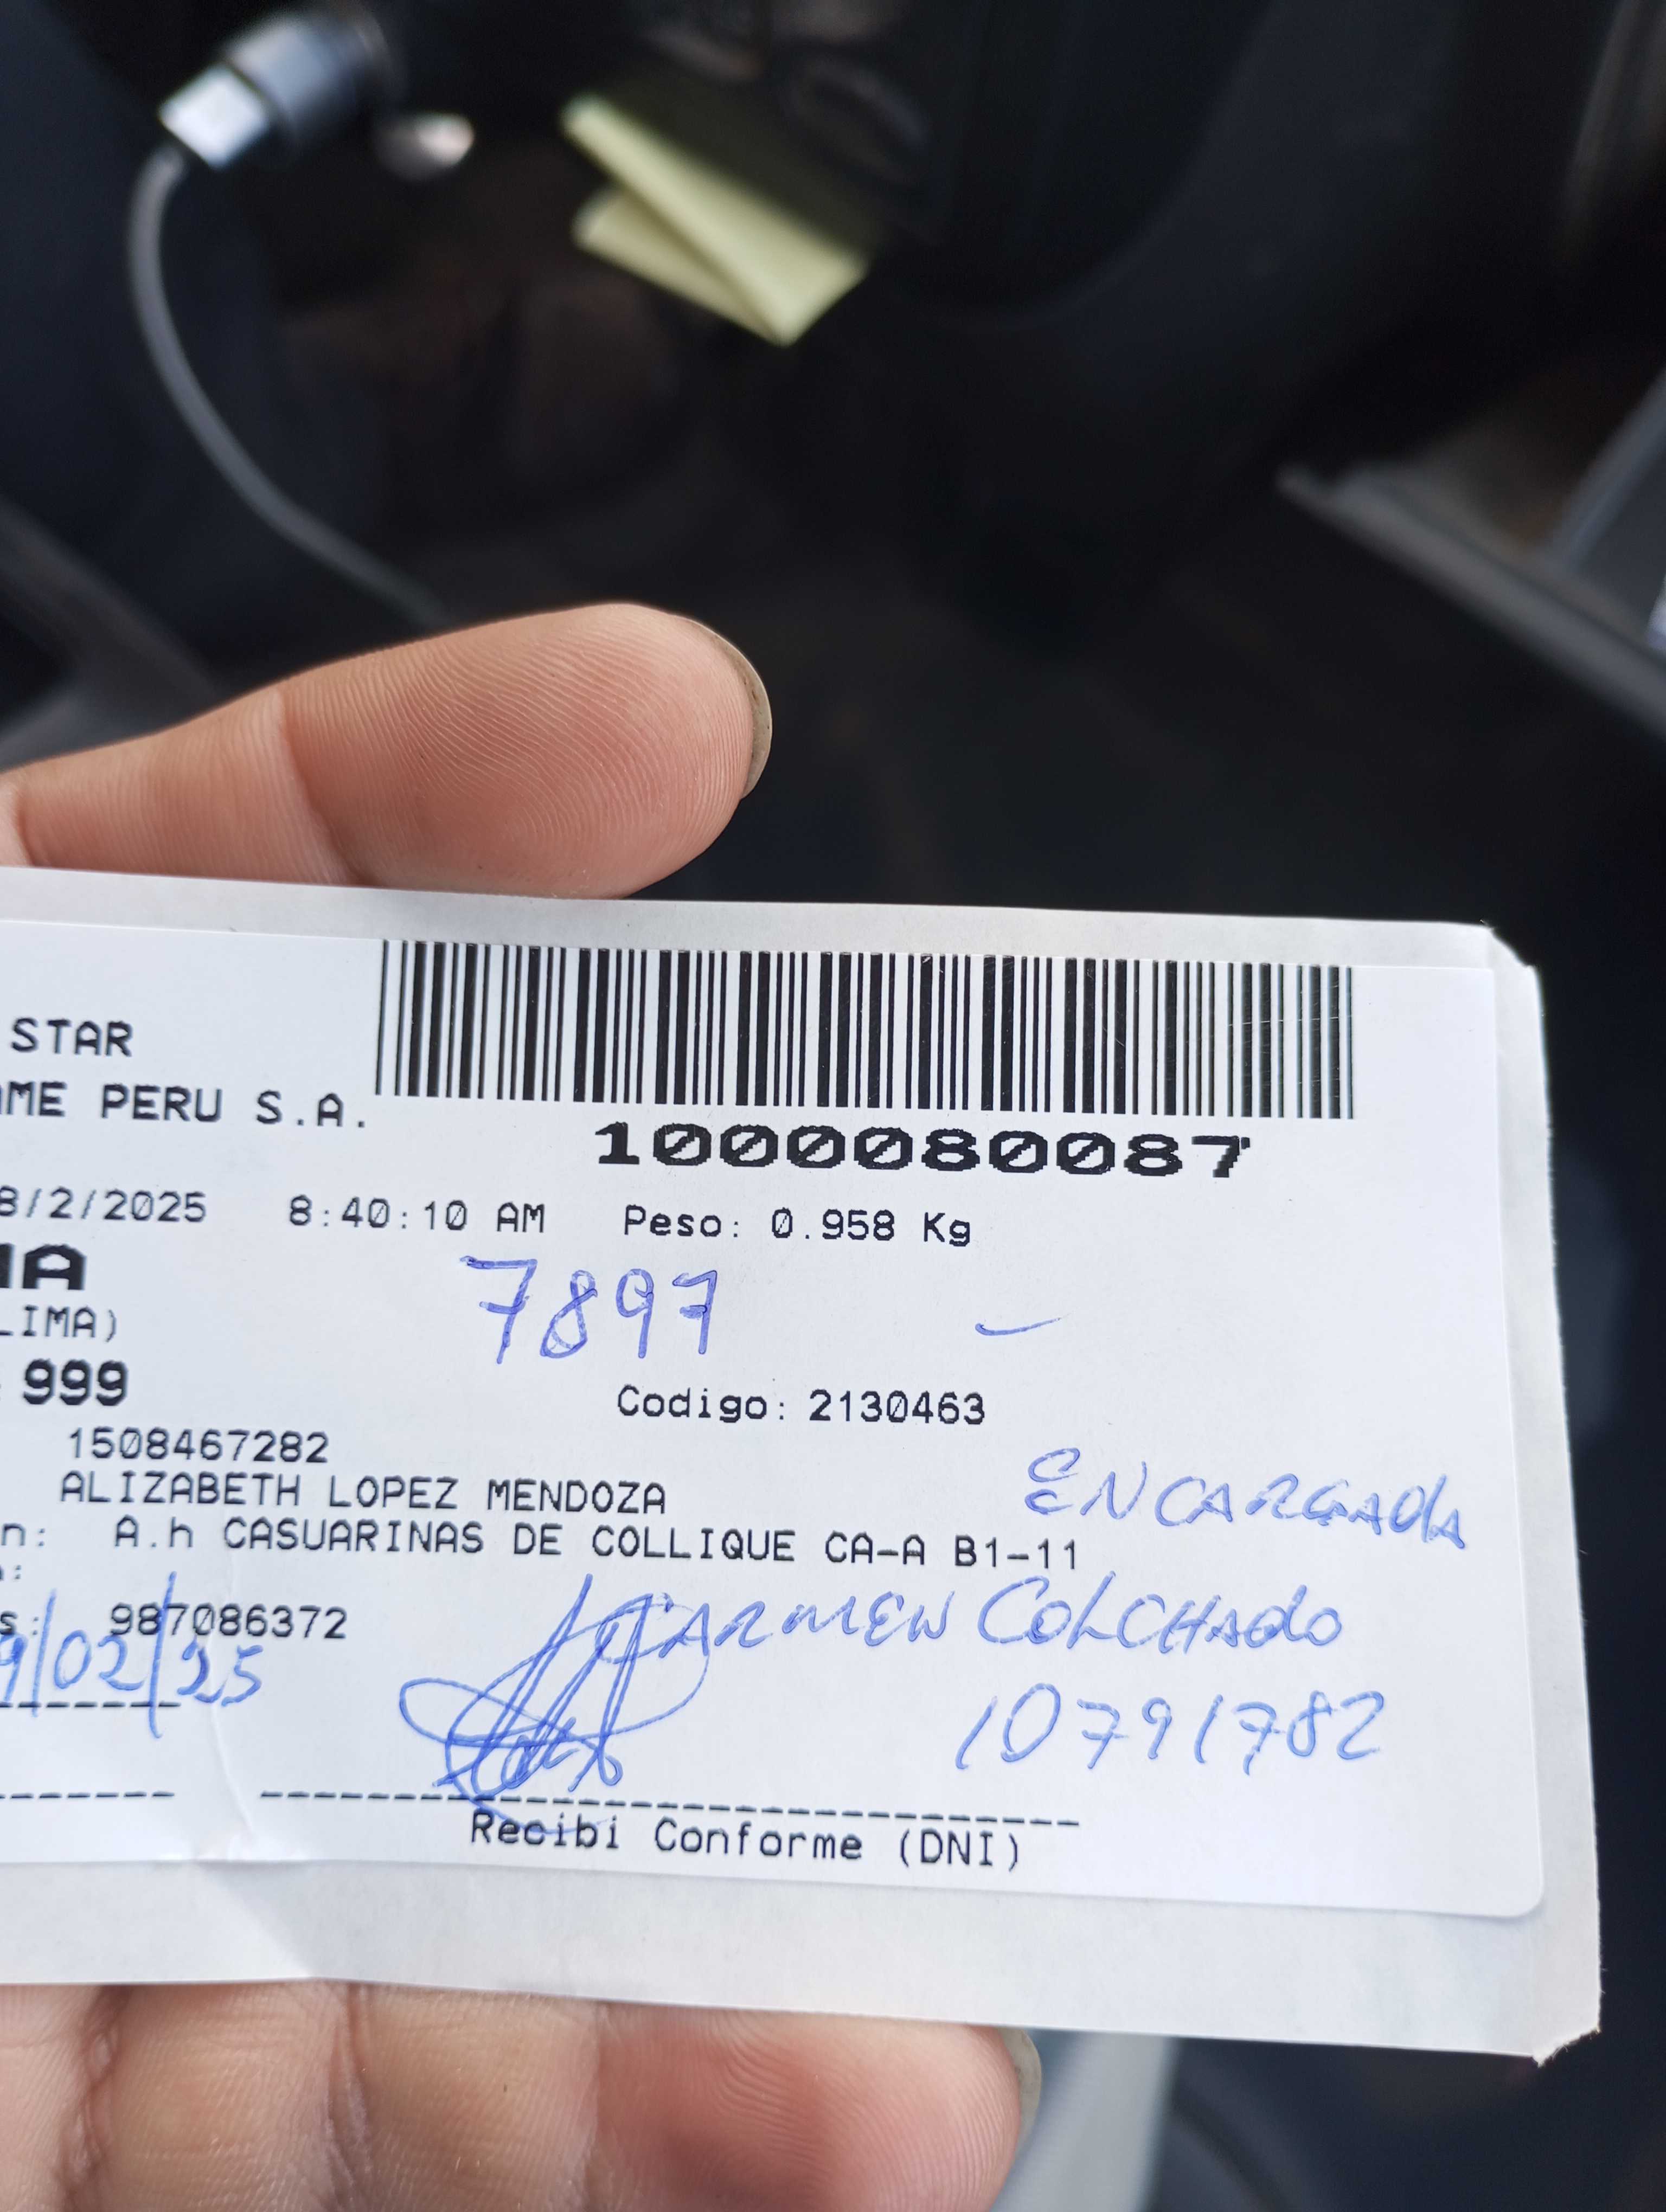 STAR
AME PERU S.A.
1000080087
8/2/2025 8:40:10 AM Peso: 0.958 Kg
MA
7897
LIMA)
999
Codigo: 2130463
1508467282
ALIZABETH LOPEZ MENDOZA
ENCARGADA
n: A.h CASUARINAS DE COLLIQUE CA-A B1-11
:
s: 987086372
CARMEN COLCHADO
9/02/25
10791782
Recibi Conforme (DNI)